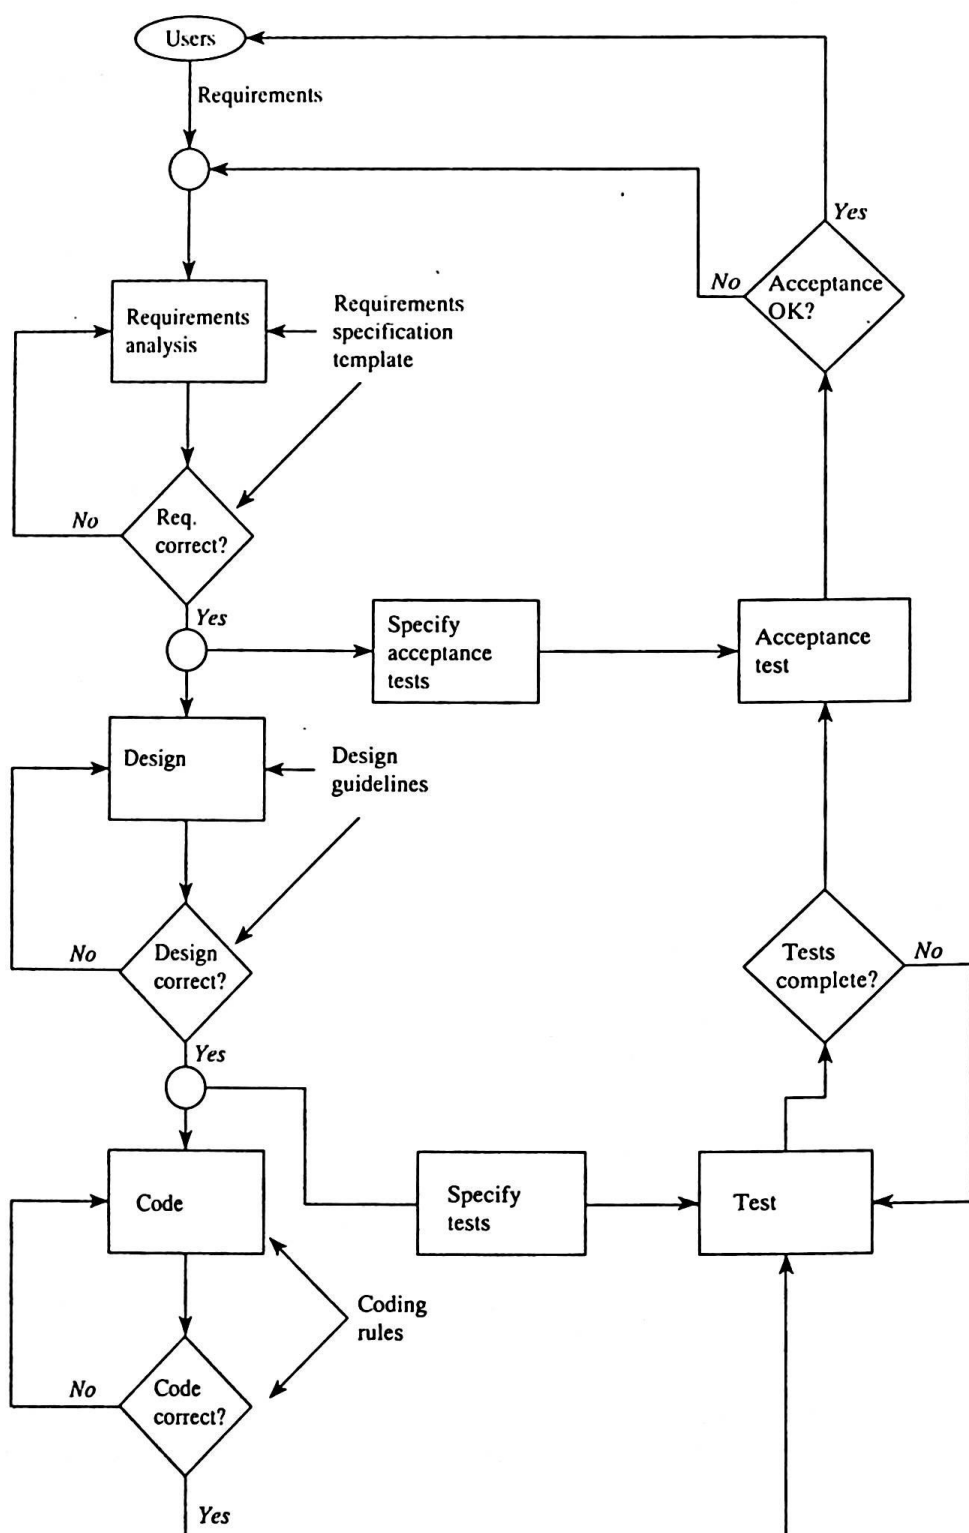 Users
Requirements
Yes
No
Acceptance
OK?
Requirements
analysis
Requirements
specification
template
No
Req.
correct?
Yes
Specify
acceptance
tests
Acceptance
test
Design
Design
guidelines
No
Design
correct?
Tests
complete?
No
Yes
Code
Specify
tests
Test
Coding
rules
No
Code
correct?
Yes